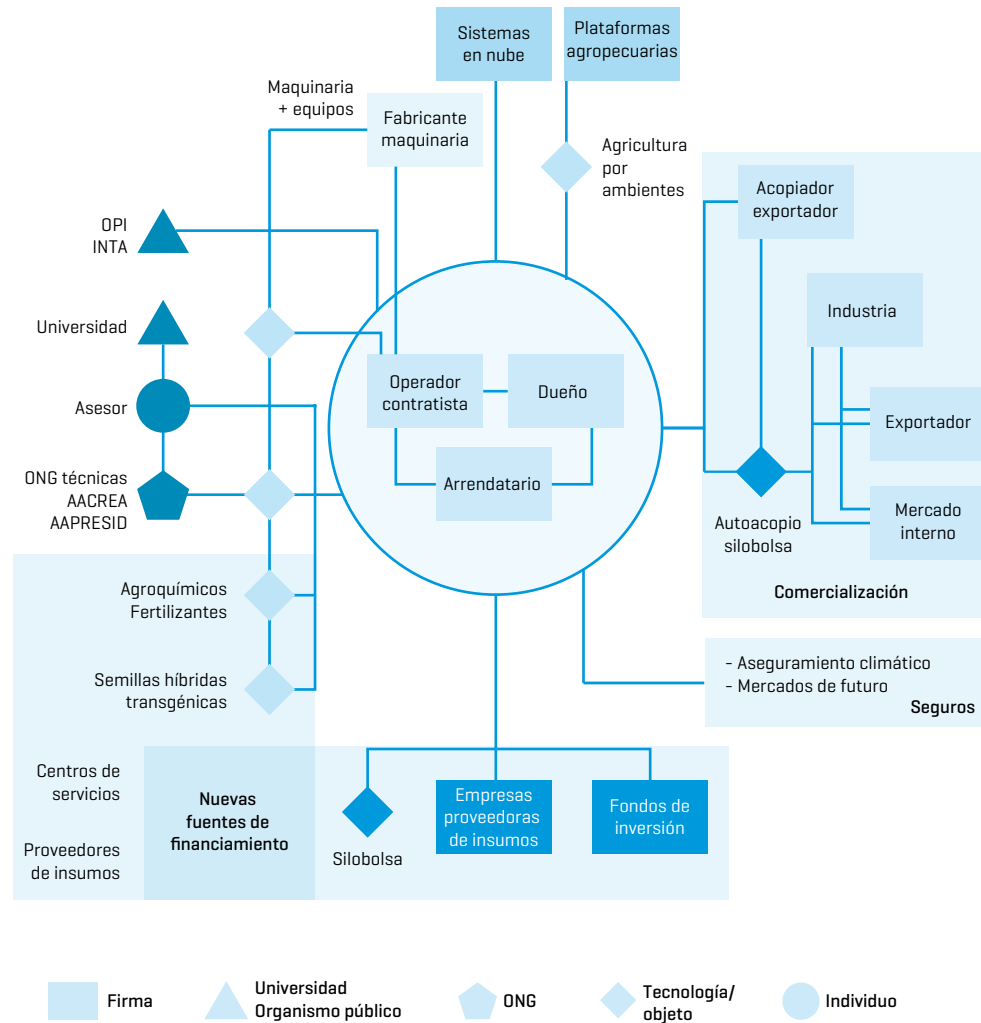 Sistemas
en nube
Plataformas
agropecuarias
Maquinaria
+ equipos
Fabricante
maquinaria
Agricultura
por
ambientes
Acopiador
exportador
OPI
INTA
Industria
Universidad
Operador
contratista
Dueño
Asesor
Exportador
ONG técnicas
AACREA
AAPRESID
Arrendatario
Autoacopio
silobolsa
Mercado
interno
Comercialización
Agroquímicos
Fertilizantes
Semillas híbridas
transgénicas
- Aseguramiento climático
- Mercados de futuro
Seguros
Centros de
servicios
Proveedores
de insumos
Nuevas
fuentes de
financiamiento
Silobolsa
Empresas
proveedoras
de insumos
Fondos de
inversión
Firma
Universidad
Organismo público
ONG
Tecnología/
objeto
Individuo